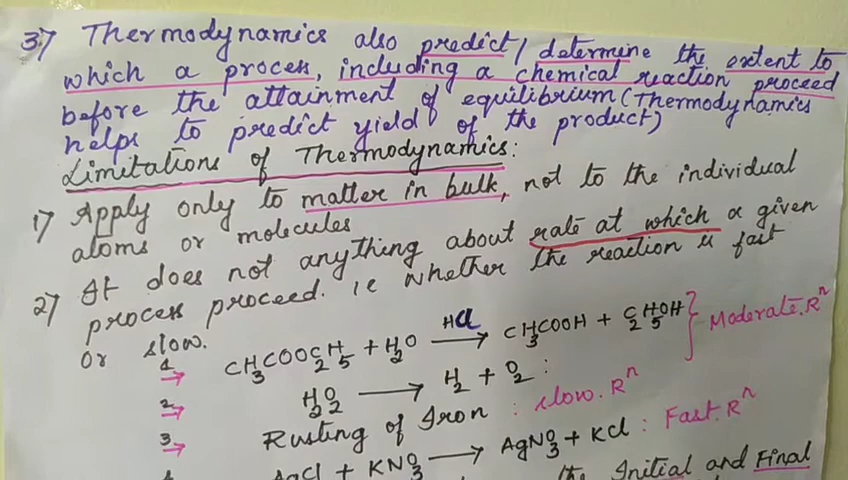 3) Thermodynamics also predict/determine the extent to
which a process, including a chemical reaction proceed
before the attainment of equilibrium (Thermodynamics
helps to predict yield of the product)
Limitations of Thermodynamics:
1) Apply only to matter in bulk, not to the individual
atoms or molecules
2) It does not anything about rate at which a given
process proceed. ie whether the reaction is fast
or slow.
1 → CH3COOC2H5 + H2O —HCl→ CH3COOH + C2H5OH } Moderate.Rn
2 → H2O2 → H2 + O2 :
3 → Rusting of Iron : slow.Rn
AgCl + KNO3 → AgNO3 + KCl : Fast.Rn
the Initial and Final